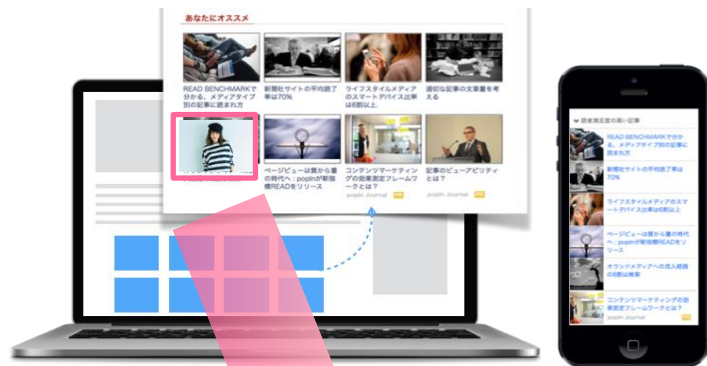 あなたにオススメ
READ BENCHMARKで
分かる、メディアタイプ
別の記事に読まれ方
新聞社サイトの平均読了
率は70%
ライフスタイルメディア
のスマートデバイス比率
は6割以上
適切な記事の文章量を考
える
ページビューは質から量
の時代へ:popInが新指
標READをリリース
コンテンツマーケティン
グの効果測定フレームワ
ークとは?
popIn Journal
PR
記事のビューアビリティ
とは?
popIn Journal
PR
読者満足度の高い記事
READ BENCHMARKで分か
る、メディアタイプ別の記事に
読まれ方
新聞社サイトの平均読了率は
70%
ライフスタイルメディアのスマ
ートデバイス比率は6割以上
ページビューは質から量の時代
へ:popInが新指標READをリ
リース
オウンドメディアへの流入経路
の6割は検索
コンテンツマーケティングの効
果測定フレームワークとは?
popIn Journal
PR